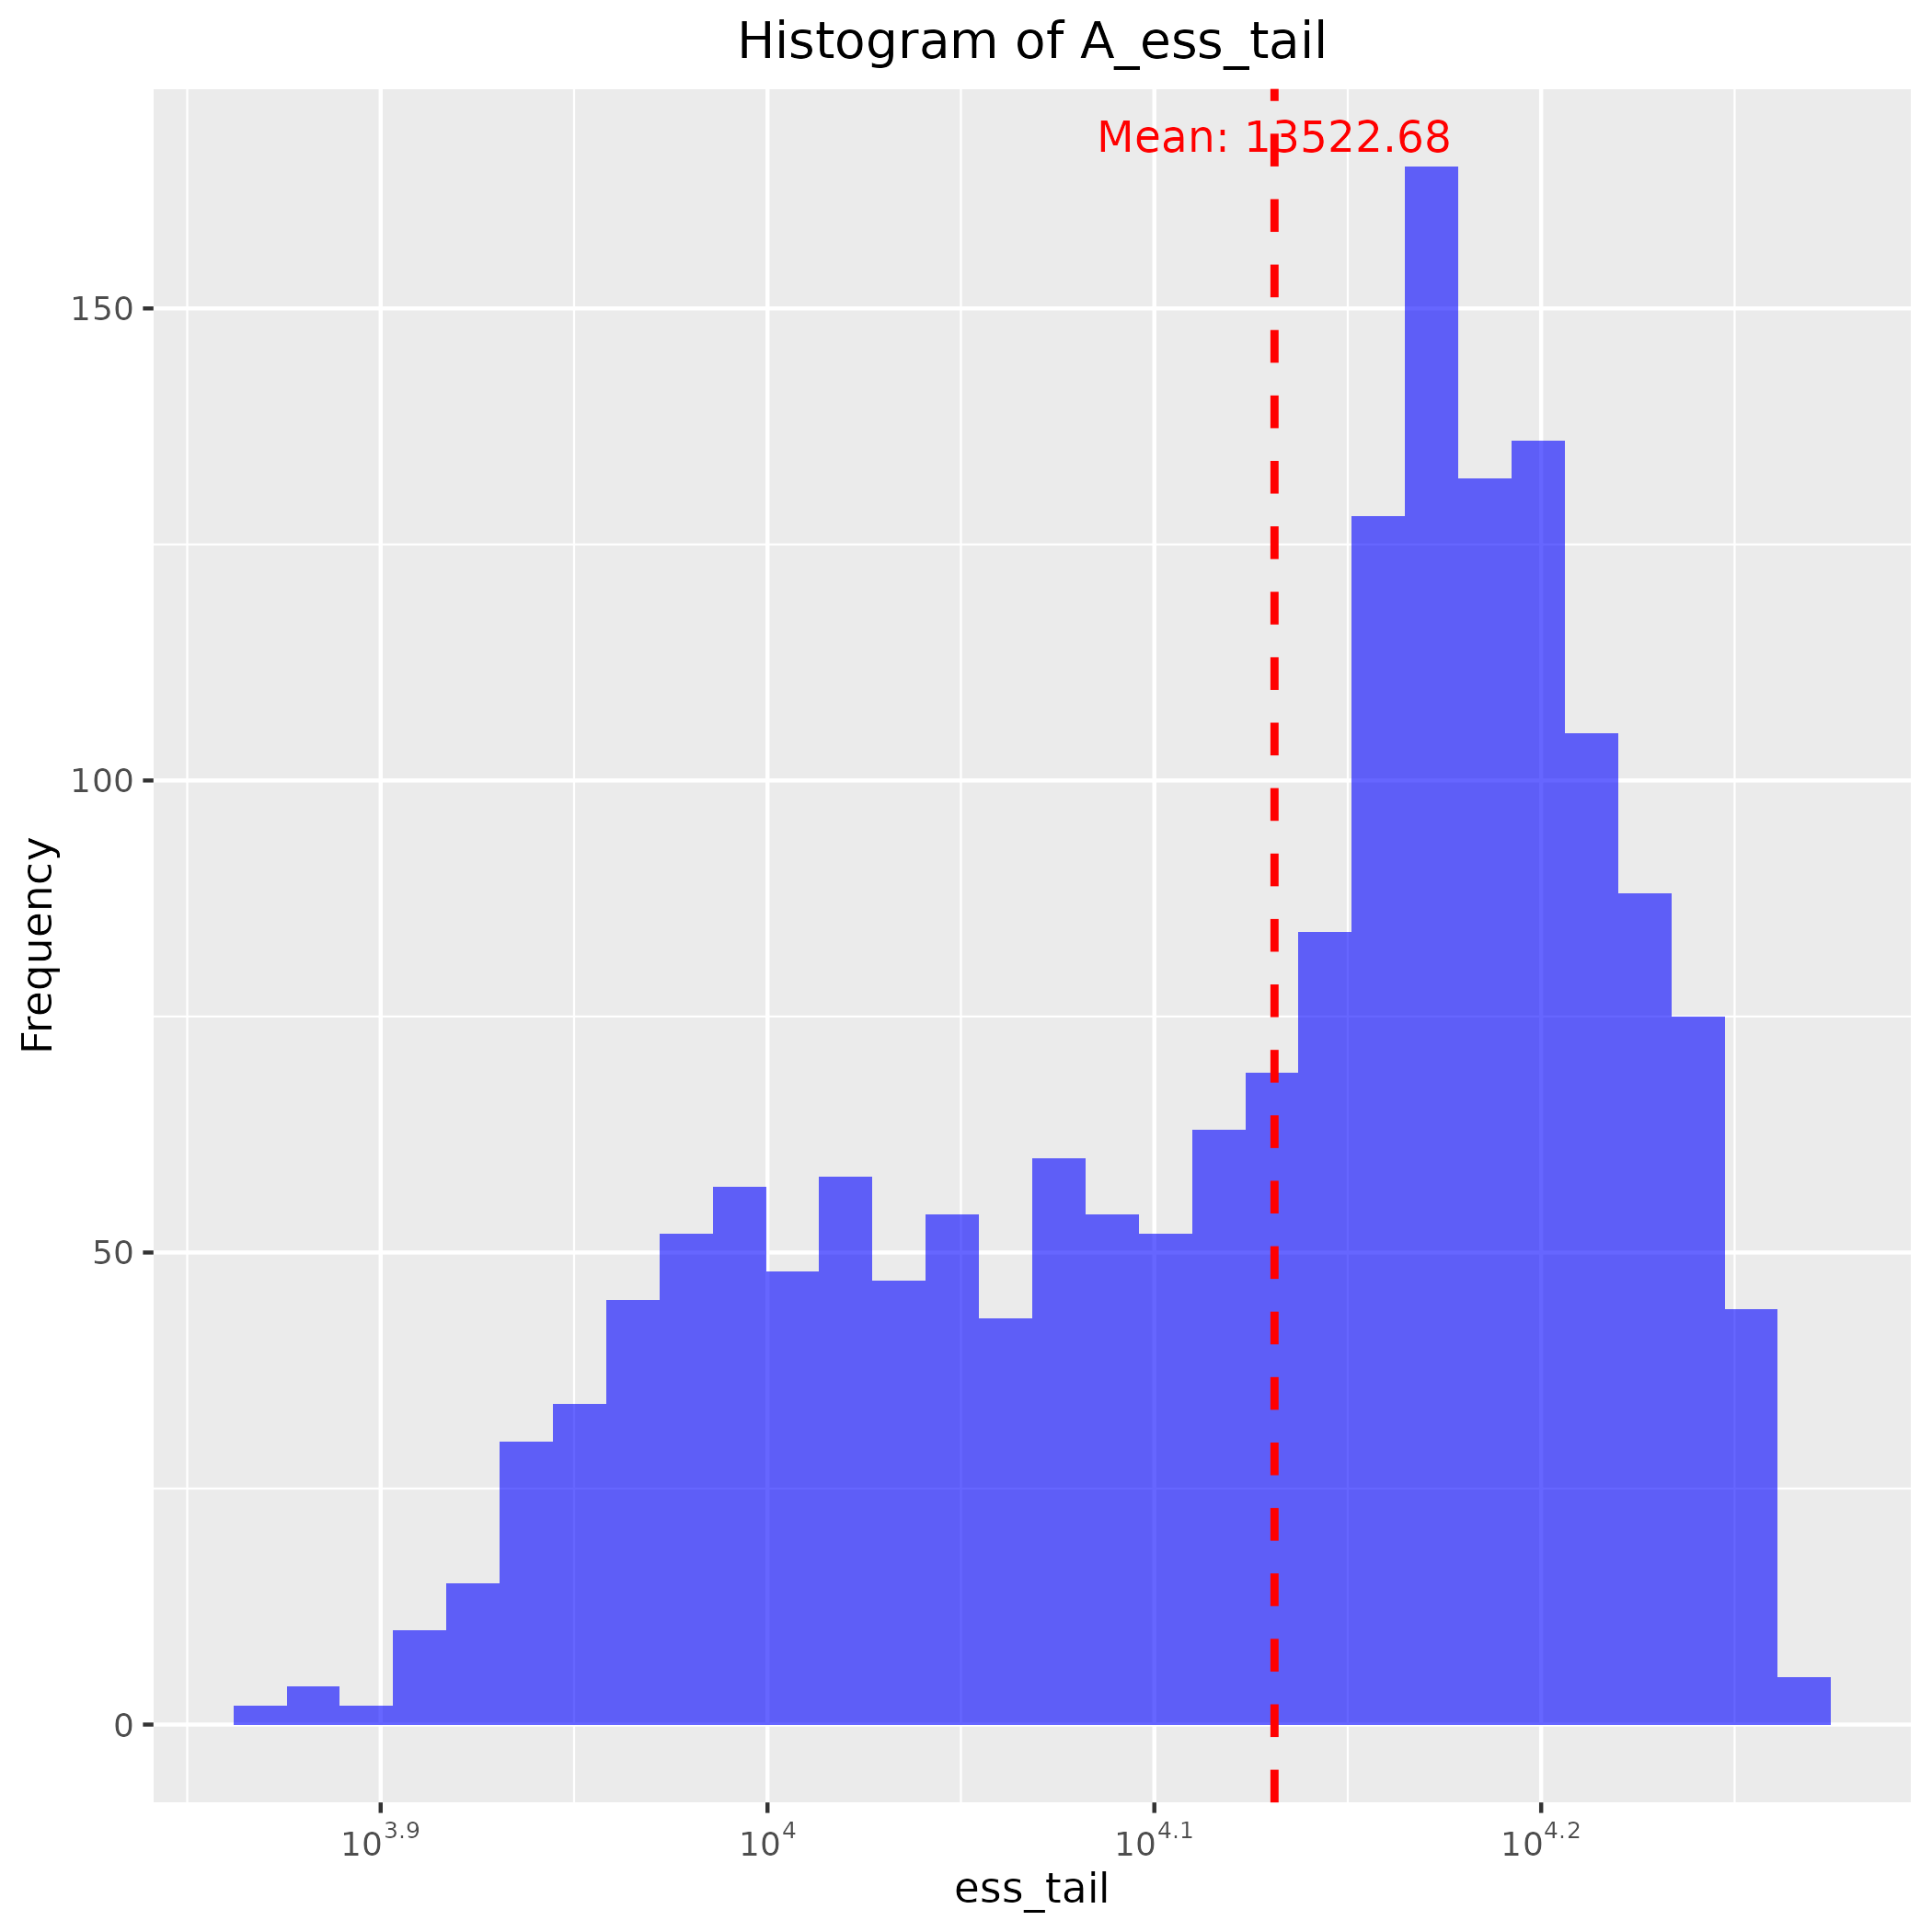 Histogram of A_ess_tail
Mean: 13522.68
150
100
50
0
Frequency
10^3.9 10^4 10^4.1 10^4.2
ess_tail